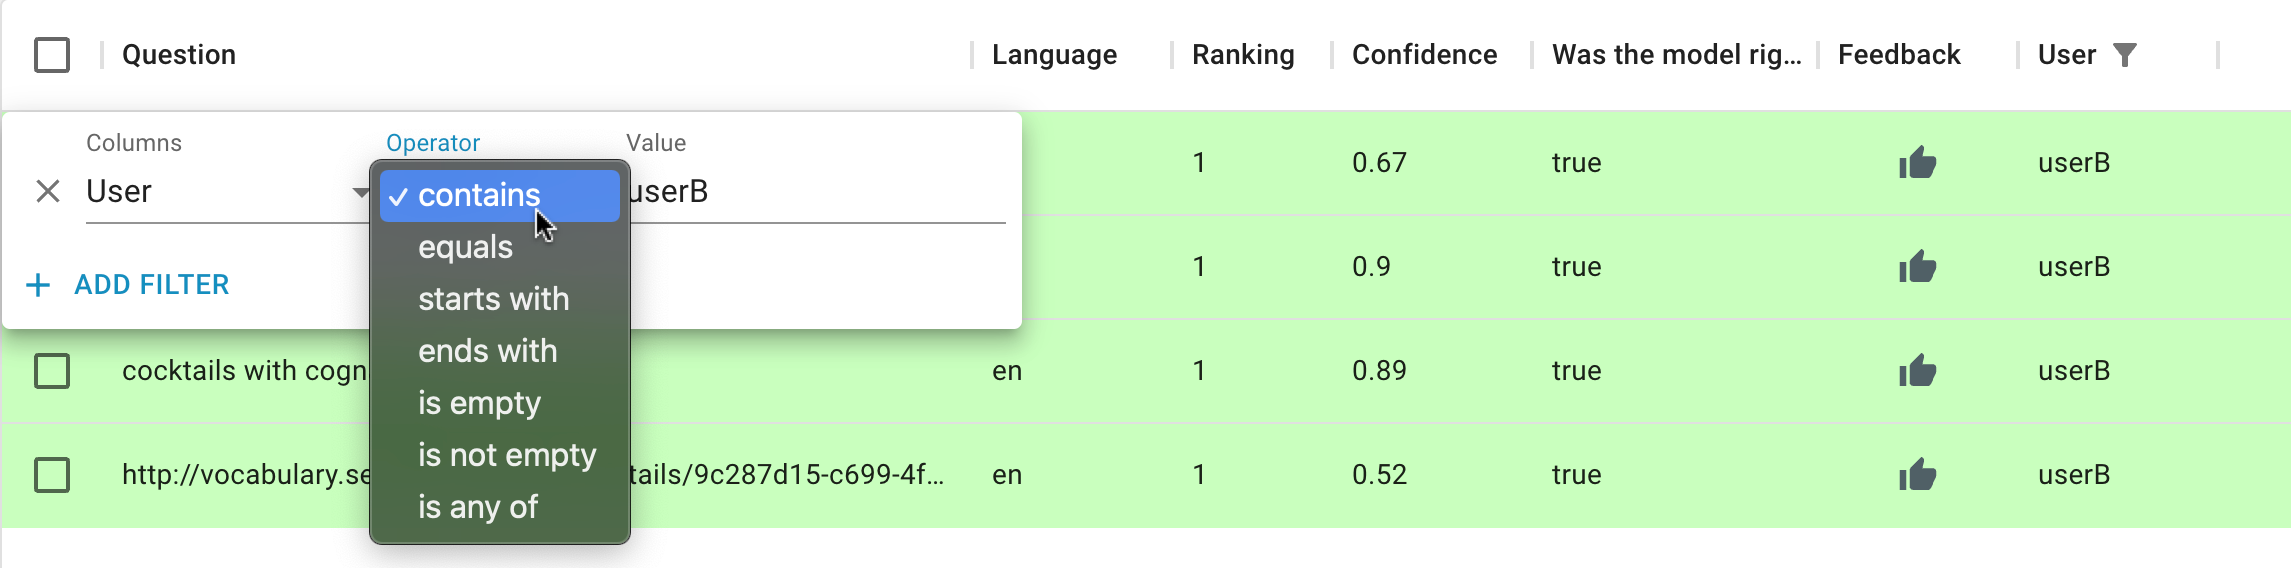 Question Language Ranking Confidence Was the model rig... Feedback User
Columns Operator Value
User contains userB
equals
starts with
ends with
is empty
is not empty
is any of
+ ADD FILTER
1 0.67 true userB
1 0.9 true userB
cocktails with cogn en 1 0.89 true userB
http://vocabulary.se tails/9c287d15-c699-4f... en 1 0.52 true userB